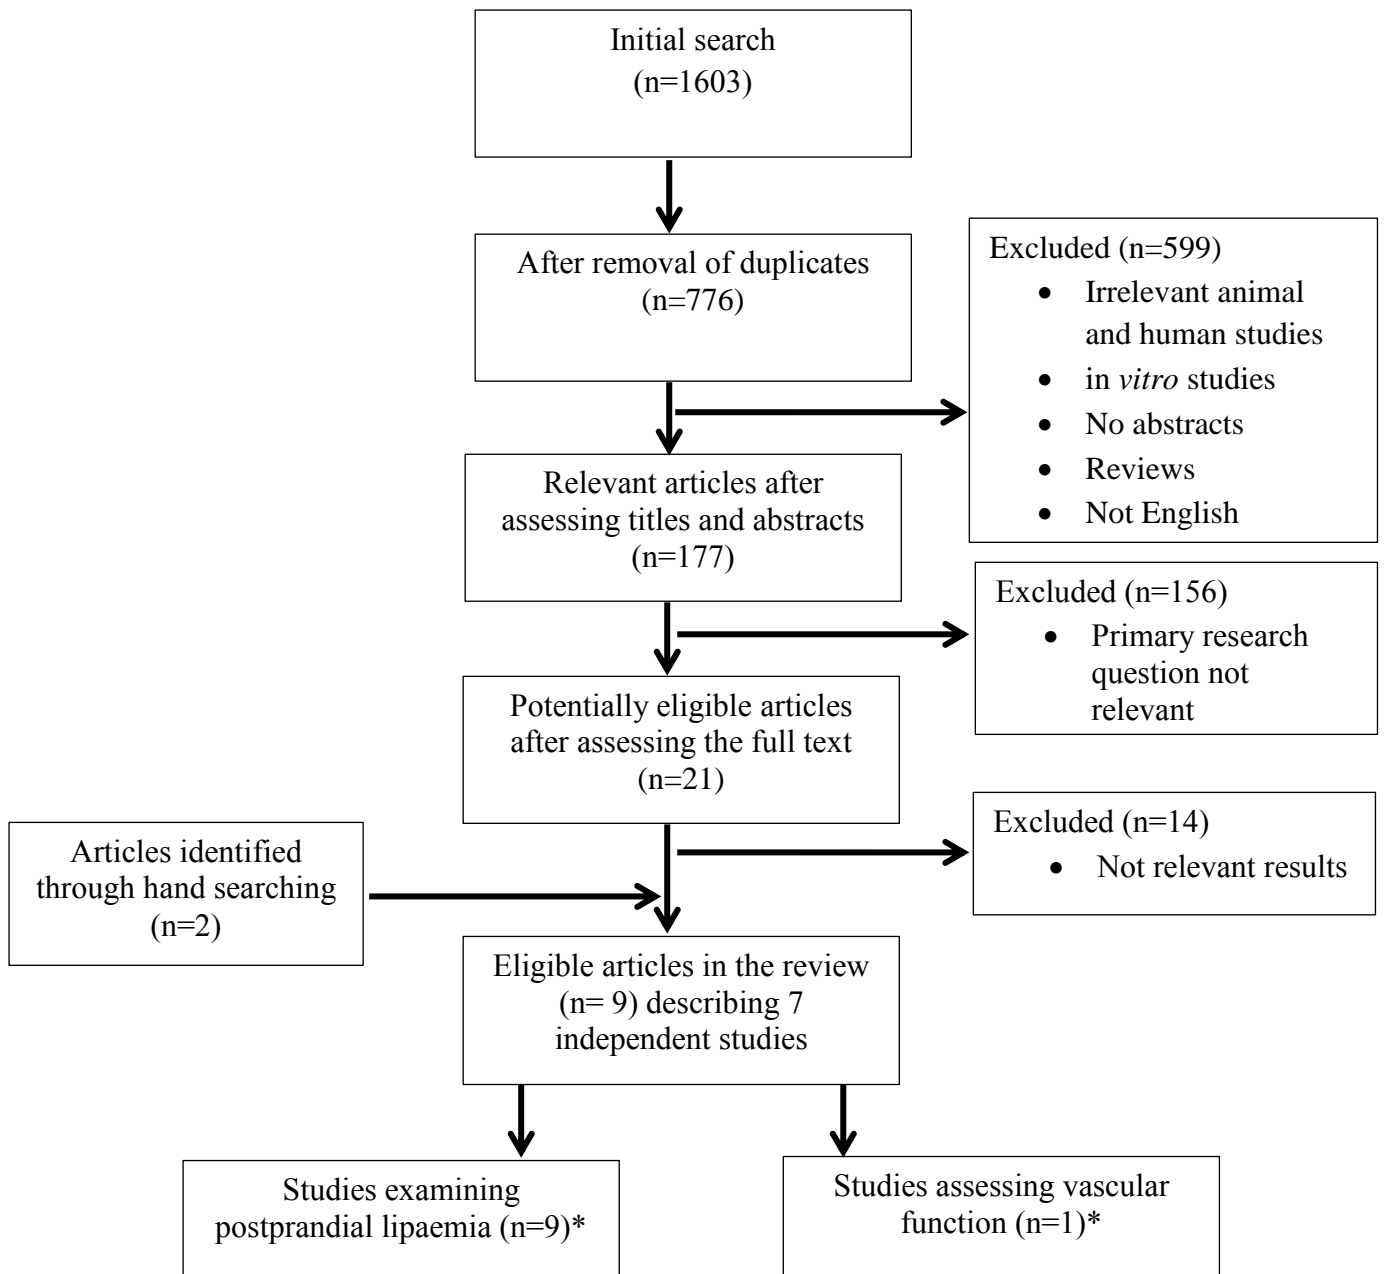 Initial search
(n=1603)
After removal of duplicates
(n=776)
Excluded (n=599)
• Irrelevant animal
and human studies
• in vitro studies
• No abstracts
• Reviews
• Not English
Relevant articles after
assessing titles and abstracts
(n=177)
Excluded (n=156)
• Primary research
question not
relevant
Potentially eligible articles
after assessing the full text
(n=21)
Excluded (n=14)
• Not relevant results
Articles identified
through hand searching
(n=2)
Eligible articles in the review
(n= 9) describing 7
independent studies
Studies examining
postprandial lipaemia (n=9)*
Studies assessing vascular
function (n=1)*